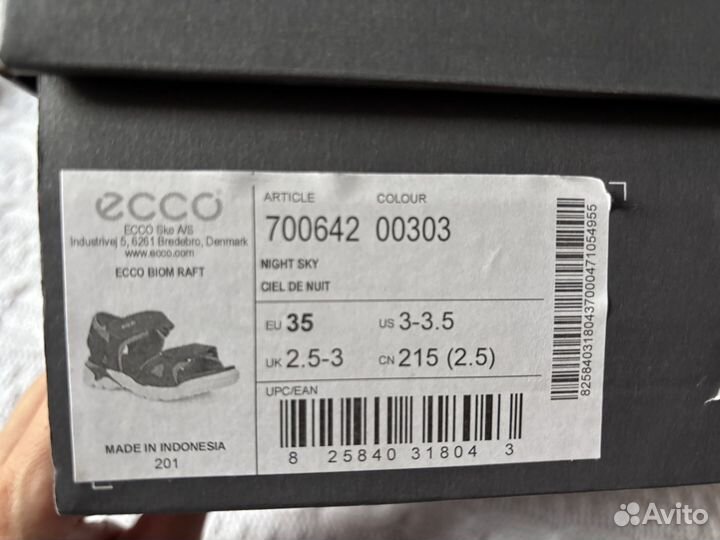 ecco
ECCO Sko A/S
Industrivej 5, 6261 Bredebro, Denmark
www.ecco.com
ECCO BIOM RAFT
MADE IN INDONESIA
201
ARTICLE COLOUR
700642 00303
NIGHT SKY
CIEL DE NUIT
EU 35 US 3-3.5
UK 2.5-3 CN 215 (2.5)
UPC/EAN
8 25840 31804 3
82584031804370000471054955
Avito